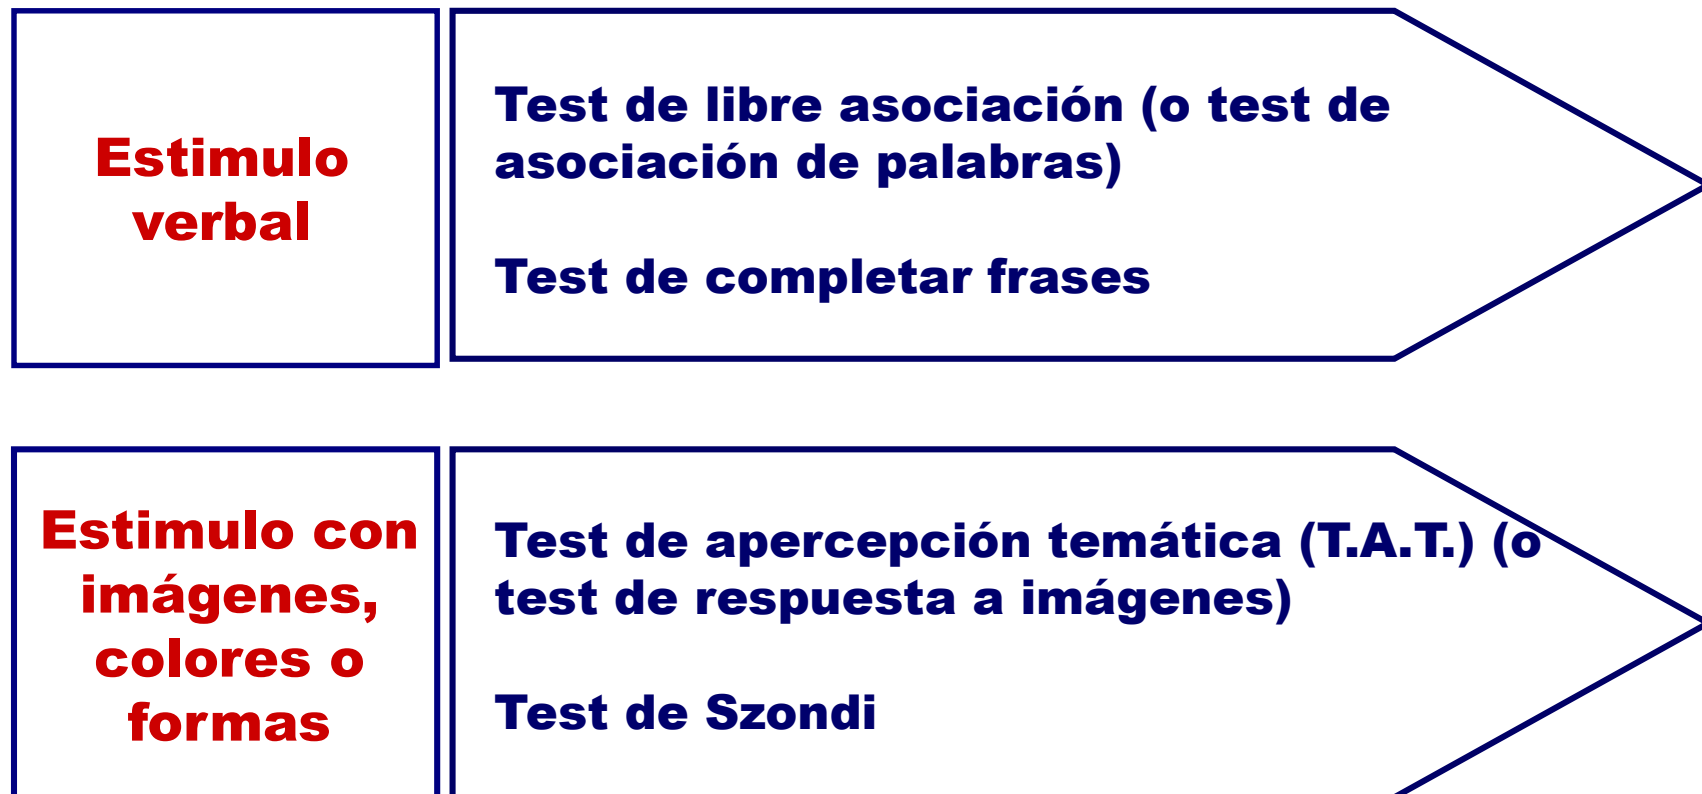 Estimulo
verbal
Test de libre asociación (o test de
asociación de palabras)
Test de completar frases
Estimulo con
imágenes,
colores o
formas
Test de apercepción temática (T.A.T.) (o
test de respuesta a imágenes)
Test de Szondi